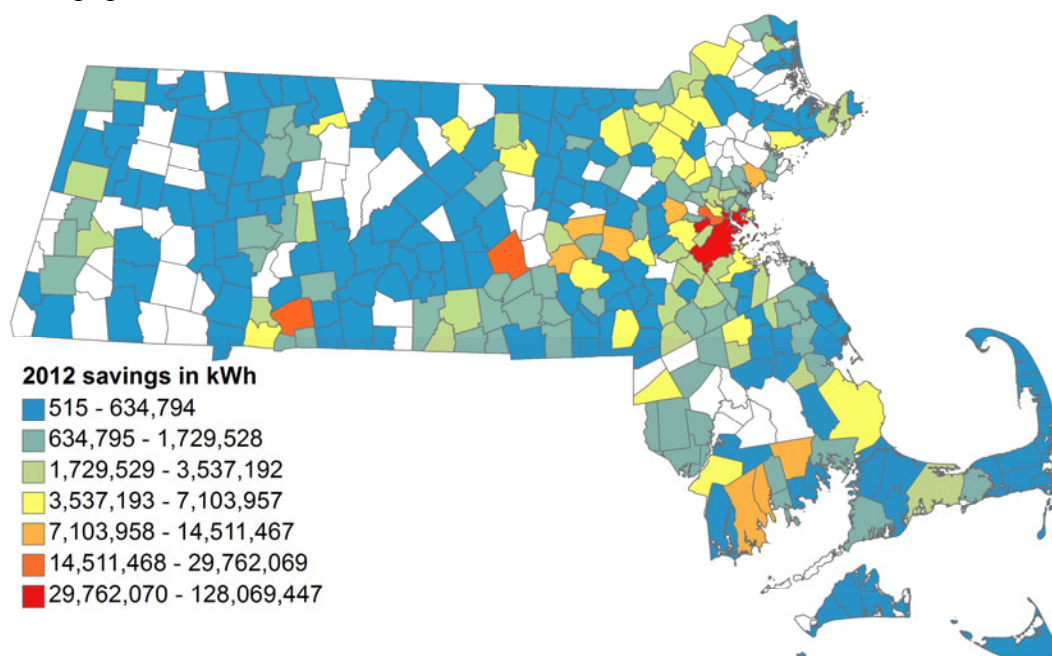 2012 savings in kWh
515 - 634,794
634,795 - 1,729,528
1,729,529 - 3,537,192
3,537,193 - 7,103,957
7,103,958 - 14,511,467
14,511,468 - 29,762,069
29,762,070 - 128,069,447